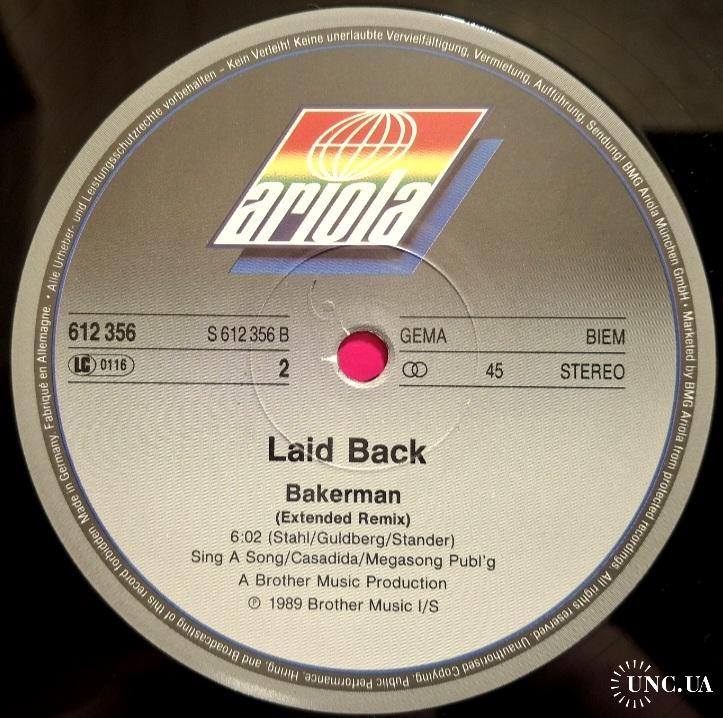 Alle Urheber- und Leistungsschutzrechte vorbehalten – Kein Verleih! Keine unerlaubte Vervielfältigung, Vermietung, Aufführung, Sendung! BMG Ariola München GmbH • Marketed by BMG Ariola from protected recordings. All rights reserved. Unauthorised Copying, Public Performance, Hiring, and Broadcasting of this record forbidden. Made in Germany. Fabriqué en Allemagne. •
ariola
612 356 S 612 356 B GEMA BIEM
LC 0116 2 45 STEREO
Laid Back
Bakerman
(Extended Remix)
6:02 (Stahl/Guldberg/Stander)
Sing A Song/Casadida/Megasong Publ'g
A Brother Music Production
℗ 1989 Brother Music I/S
UNC.UA